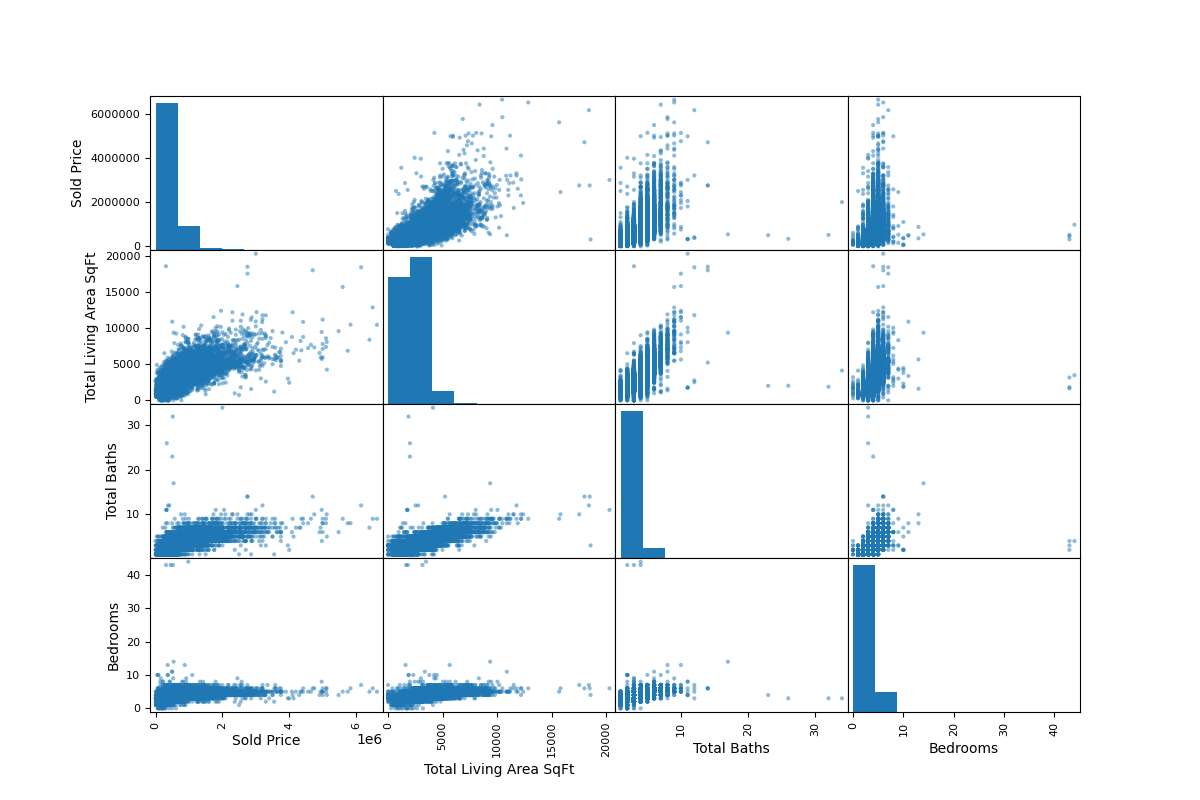 Sold Price
6000000
4000000
2000000
0
Total Living Area SqFt
20000
15000
10000
5000
0
Total Baths
30
20
10
Bedrooms
40
30
20
10
0
0 2 4 6 0 5000 10000 15000 20000 10 20 30 0 10 20 30 40
Sold Price 1e6 Total Baths Bedrooms
Total Living Area SqFt